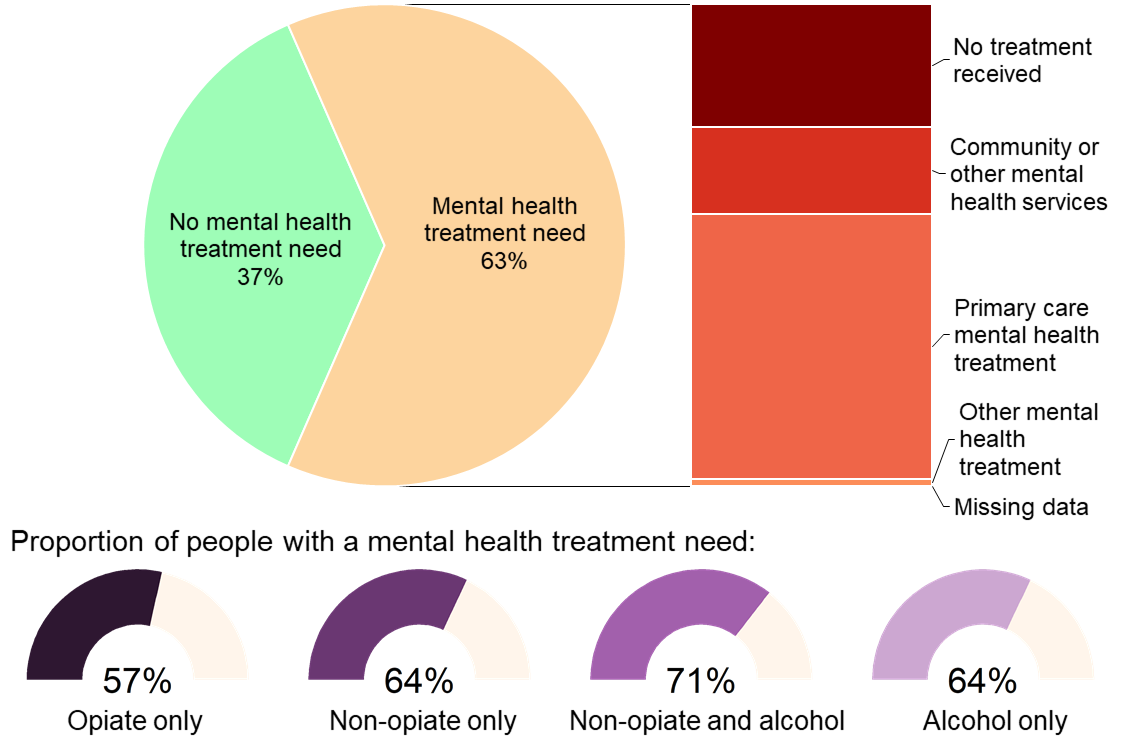 No mental health
treatment need
37%
Mental health
treatment need
63%
No treatment
received
Community or
other mental
health services
Primary care
mental health
treatment
Other mental
health
treatment
Missing data
Proportion of people with a mental health treatment need:
57%
Opiate only
64%
Non-opiate only
71%
Non-opiate and alcohol
64%
Alcohol only